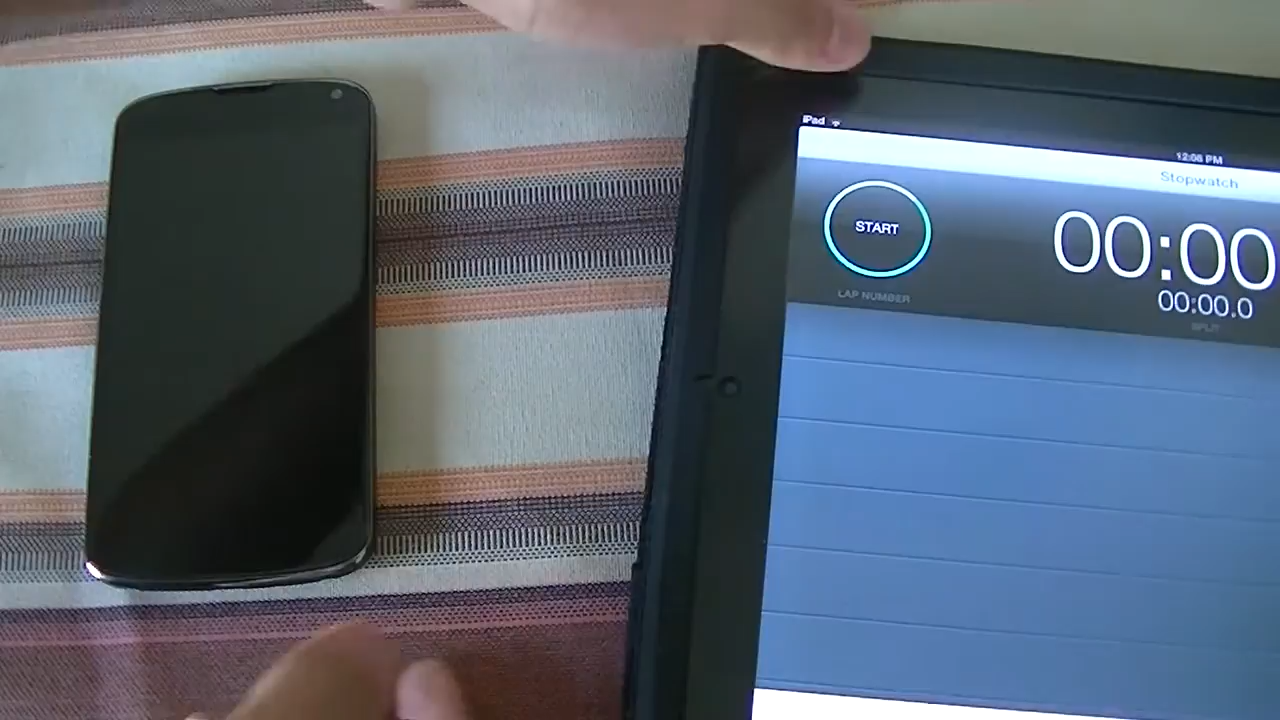 iPad
12:08 PM
Stopwatch
START
00:00
00:00.0
LAP NUMBER
SPLIT